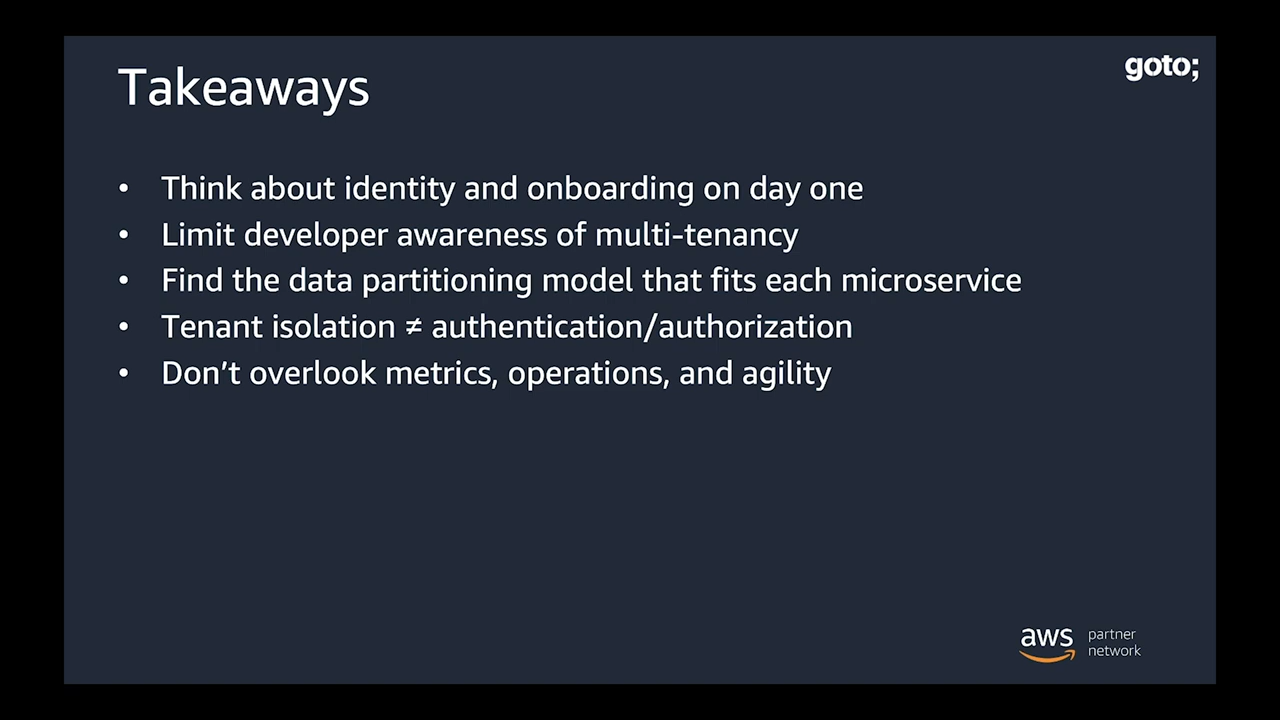 goto;
Takeaways
• Think about identity and onboarding on day one
• Limit developer awareness of multi-tenancy
• Find the data partitioning model that fits each microservice
• Tenant isolation ≠ authentication/authorization
• Don’t overlook metrics, operations, and agility
aws partner
network